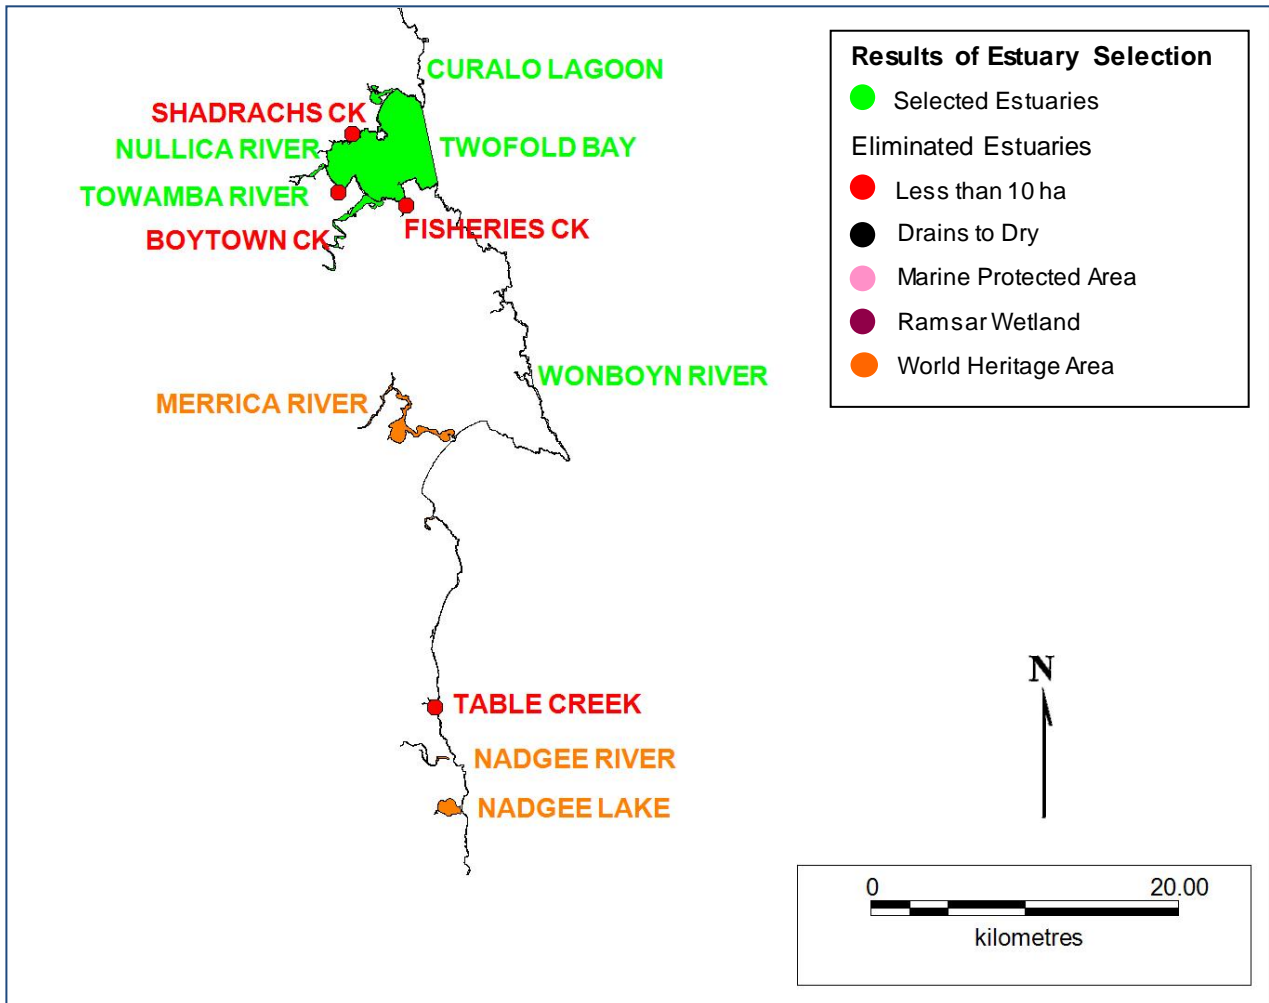 CURALO LAGOON
SHADRACHS CK
NULLICA RIVER
TWOFOLD BAY
TOWAMBA RIVER
BOYTOWN CK
FISHERIES CK
WONBOYN RIVER
MERRICA RIVER
TABLE CREEK
NADGEE RIVER
NADGEE LAKE
Results of Estuary Selection
Selected Estuaries
Eliminated Estuaries
Less than 10 ha
Drains to Dry
Marine Protected Area
Ramsar Wetland
World Heritage Area
N
0 20.00
kilometres